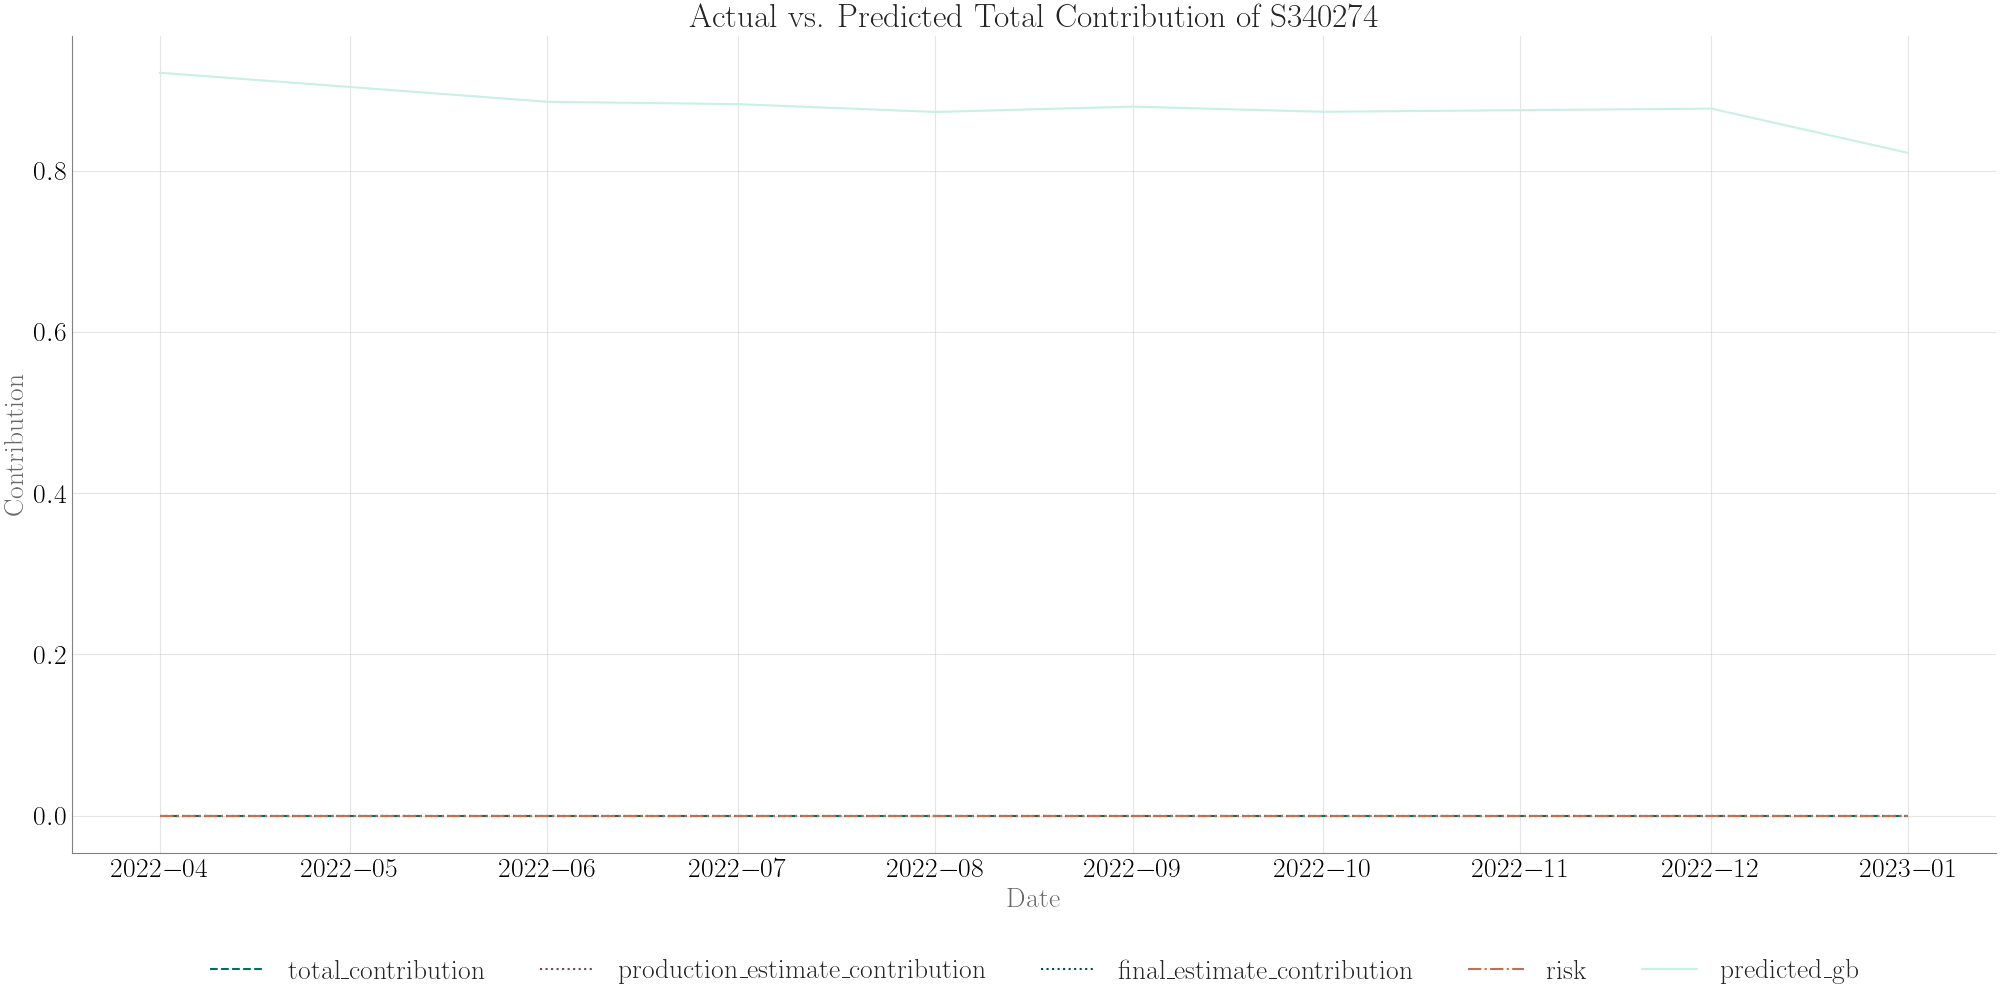 Actual vs. Predicted Total Contribution of S340274
Contribution
0.8
0.6
0.4
0.2
0.0
2022−04 2022−05 2022−06 2022−07 2022−08 2022−09 2022−10 2022−11 2022−12 2023−01
Date
total_contribution production_estimate_contribution final_estimate_contribution risk predicted_gb